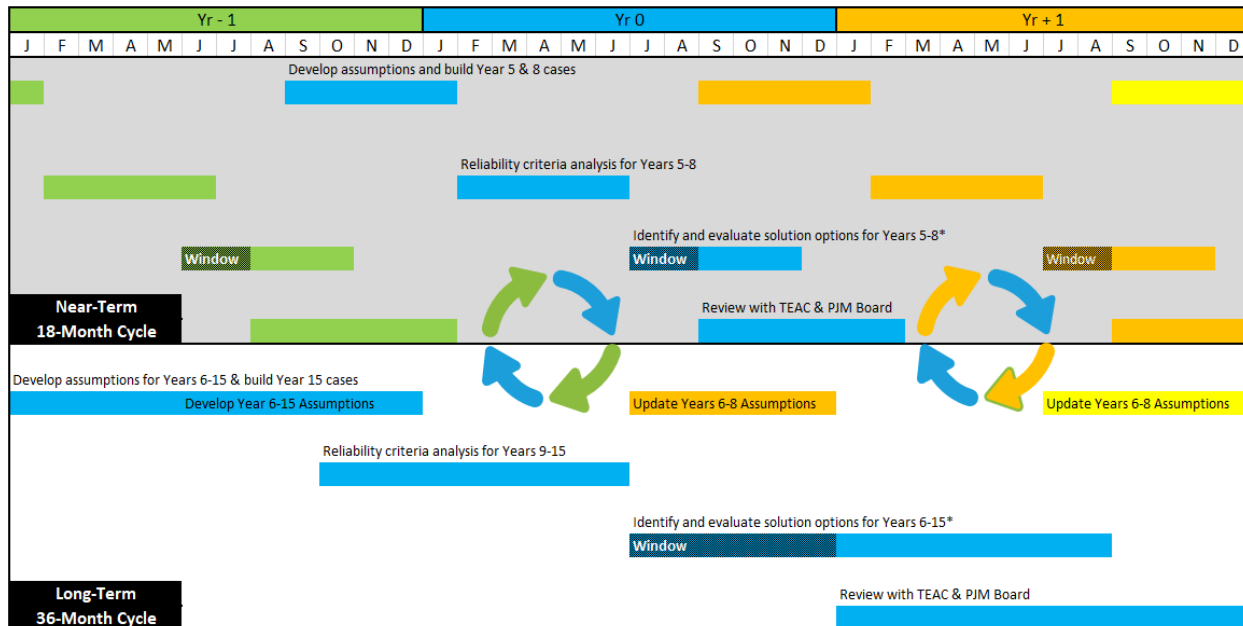 Yr - 1 Yr 0 Yr + 1
J F M A M J J A S O N D J F M A M J J A S O N D J F M A M J J A S O N D
Develop assumptions and build Year 5 & 8 cases
Reliability criteria analysis for Years 5-8
Identify and evaluate solution options for Years 5-8*
Window Window Window
Near-Term
18-Month Cycle
Review with TEAC & PJM Board
Develop assumptions for Years 6-15 & build Year 15 cases
Develop Year 6-15 Assumptions Update Years 6-8 Assumptions Update Years 6-8 Assumptions
Reliability criteria analysis for Years 9-15
Identify and evaluate solution options for Years 6-15*
Window
Long-Term
36-Month Cycle
Review with TEAC & PJM Board